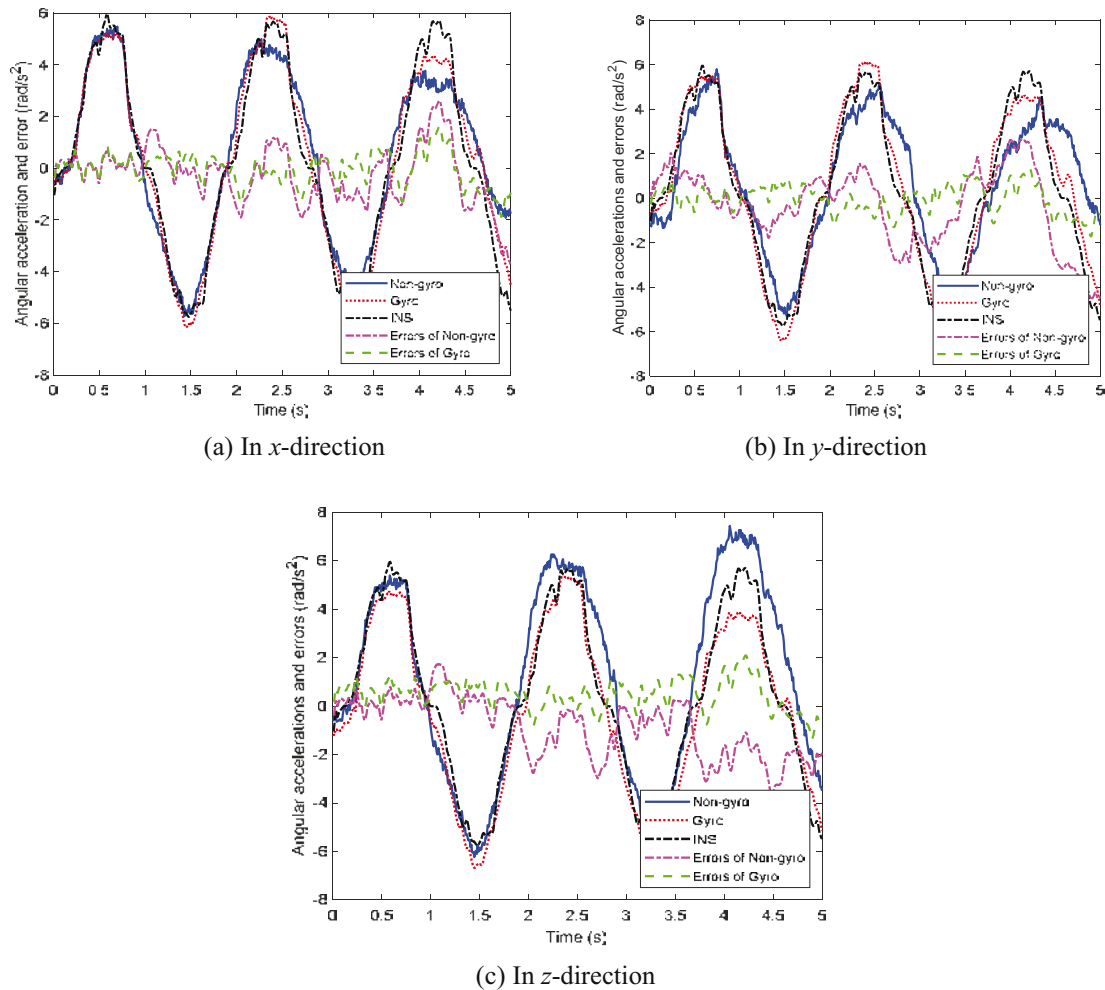 Angular acceleration and error (rad/s²)
6
4
2
0
-2
-4
-6
-8
Non-gyro
Gyro
INS
Errors of Non-gyro
Errors of Gyro
0 0.5 1 1.5 2 2.5 3 3.5 4 4.5 5
Time (s)
(a) In x-direction
Angular accelerations and errors (rad/s²)
8
6
4
2
0
-2
-4
-6
-8
Non-gyro
Gyro
INS
Errors of Non-gyro
Errors of Gyro
0 0.5 1 1.5 2 2.5 3 3.5 4 4.5 5
Time (s)
(b) In y-direction
Angular accelerations and errors (rad/s²)
8
6
4
2
0
-2
-4
-6
-8
Non-gyro
Gyro
INS
Errors of Non-gyro
Errors of Gyro
0 0.5 1 1.5 2 2.5 3 3.5 4 4.5 5
Time (s)
(c) In z-direction